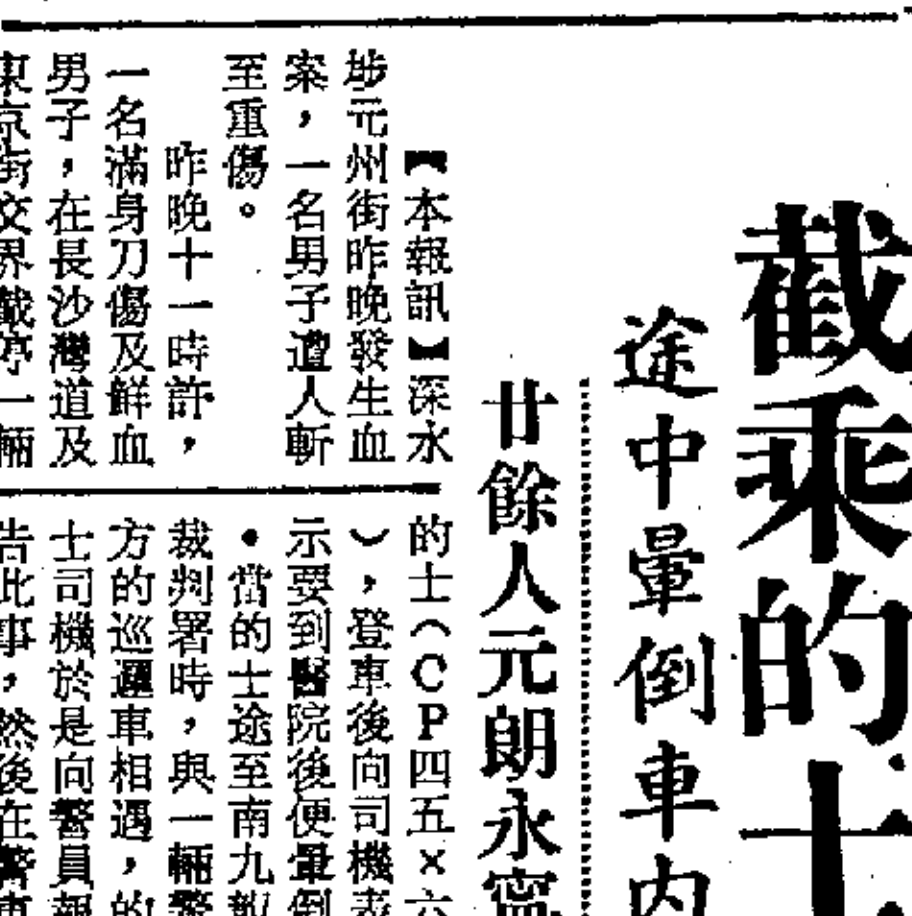 截乘的士
途中暈倒車內
廿餘人元朗永寧
【本報訊】深水
埗元州街昨晚發生血
案，一名男子遭人斬
至重傷。
昨晚十一時許，
一名滿身刀傷及鮮血
男子，在長沙灣道及
東京街交界截停一輛
的士（CP四五×六
），登車後向司機表
示要到醫院後便暈倒
•當的士途至南九
裁判署時，與一輛警
方的巡邏車相遇，的
士司機於是向警員報
告此事，然後在警車